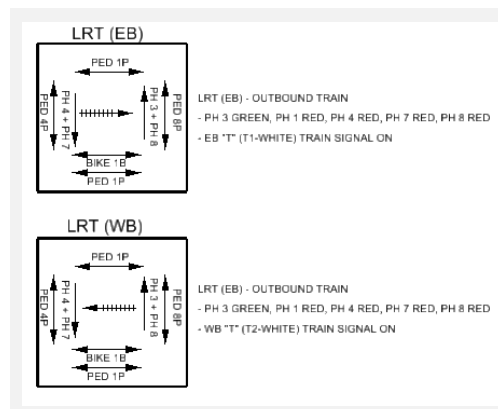 LRT (EB)
PED 1P
PED 4P
PH 4 + PH 7
PH 3 + PH 8
PED 8P
BIKE 1B
PED 1P
LRT (EB) - OUTBOUND TRAIN
- PH 3 GREEN, PH 1 RED, PH 4 RED, PH 7 RED, PH 8 RED
- EB "T" (T1-WHITE) TRAIN SIGNAL ON
LRT (WB)
PED 1P
PED 4P
PH 4 + PH 7
PH 3 + PH 8
PED 8P
BIKE 1B
PED 1P
LRT (EB) - OUTBOUND TRAIN
- PH 3 GREEN, PH 1 RED, PH 4 RED, PH 7 RED, PH 8 RED
- WB "T" (T2-WHITE) TRAIN SIGNAL ON